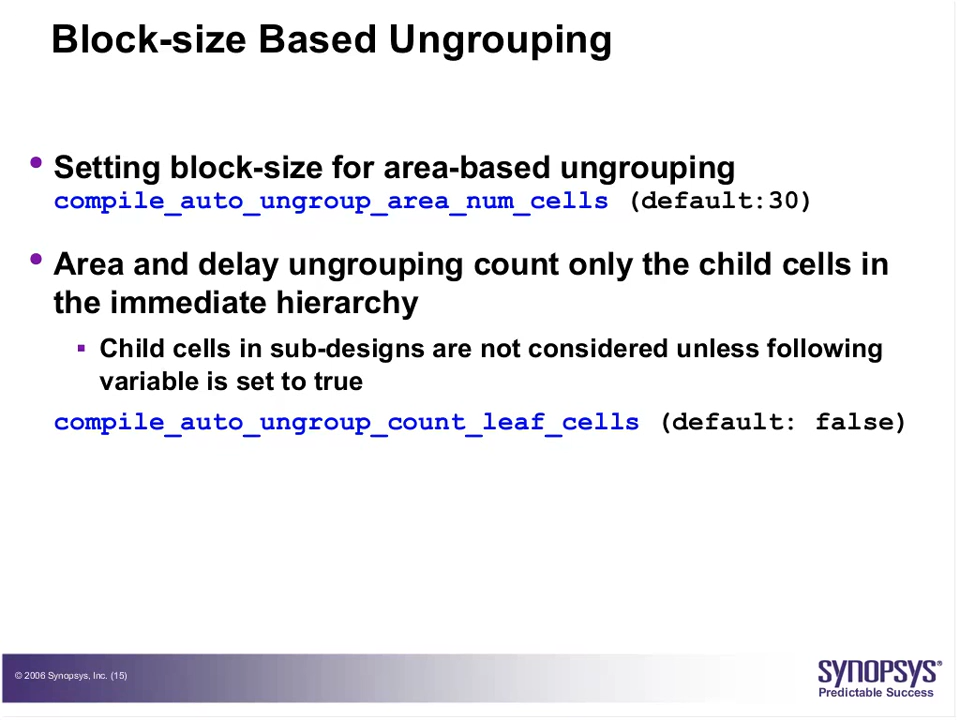 Block-size Based Ungrouping
• Setting block-size for area-based ungrouping
compile_auto_ungroup_area_num_cells (default:30)
• Area and delay ungrouping count only the child cells in
the immediate hierarchy
▪ Child cells in sub-designs are not considered unless following
variable is set to true
compile_auto_ungroup_count_leaf_cells (default: false)
© 2006 Synopsys, Inc. (15)
SYNOPSYS®
Predictable Success